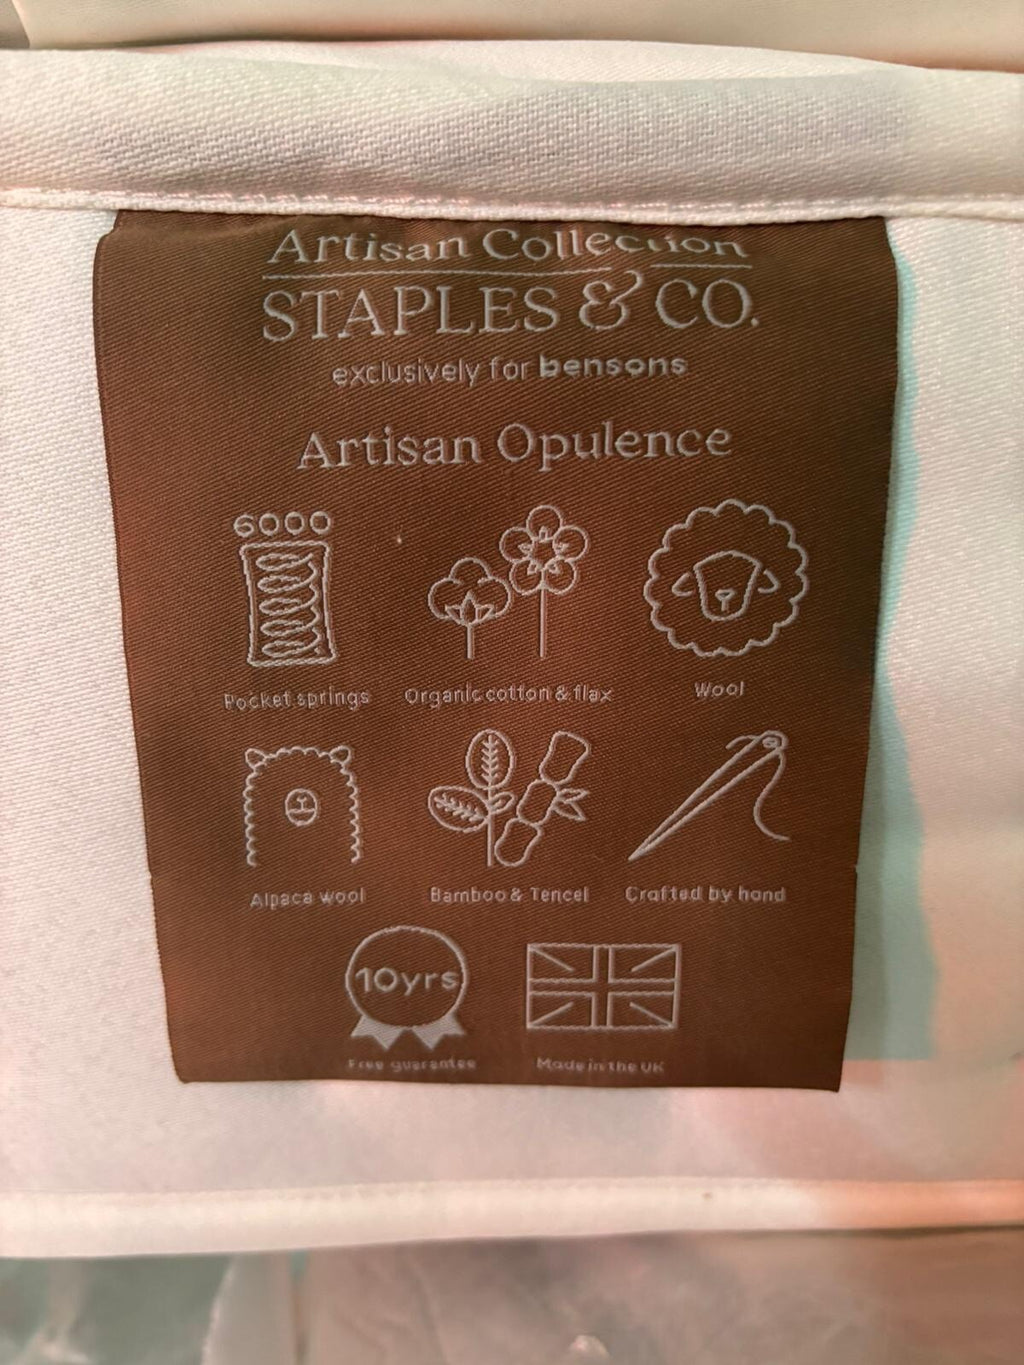 Artisan Collection
STAPLES & CO.
exclusively for bensons
Artisan Opulence
6000
Pocket springs
Organic cotton & flax
Wool
Alpaca wool
Bamboo & Tencel
Crafted by hand
10yrs
Free guarantee
Made in the UK